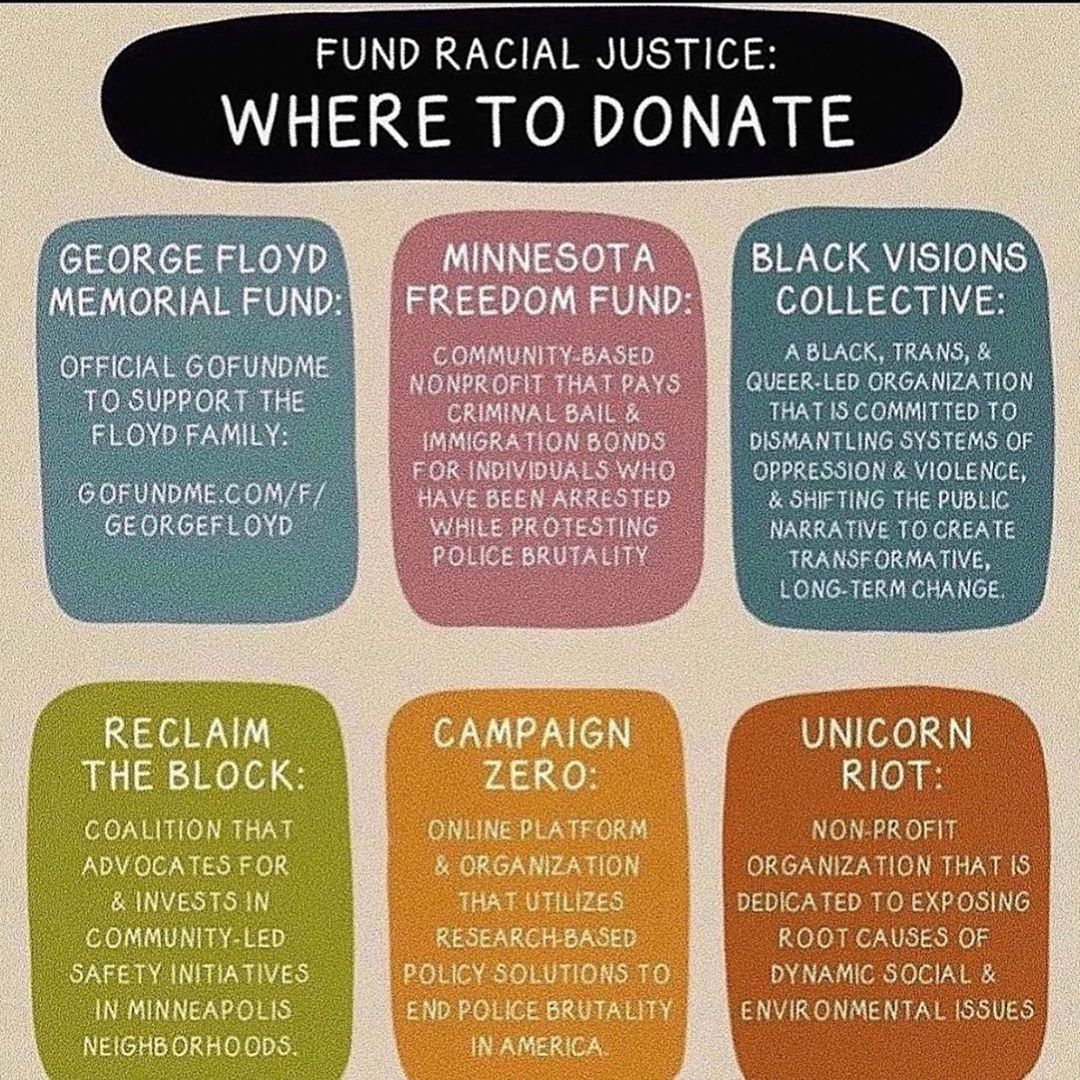 FUND RACIAL JUSTICE:
WHERE TO DONATE
GEORGE FLOYD
MEMORIAL FUND:
OFFICIAL GOFUNDME
TO SUPPORT THE
FLOYD FAMILY:
GOFUNDME.COM/F/
GEORGEFLOYD
MINNESOTA
FREEDOM FUND:
COMMUNITY-BASED
NONPROFIT THAT PAYS
CRIMINAL BAIL &
IMMIGRATION BONDS
FOR INDIVIDUALS WHO
HAVE BEEN ARRESTED
WHILE PROTESTING
POLICE BRUTALITY
BLACK VISIONS
COLLECTIVE:
A BLACK, TRANS, &
QUEER-LED ORGANIZATION
THAT IS COMMITTED TO
DISMANTLING SYSTEMS OF
OPPRESSION & VIOLENCE,
& SHIFTING THE PUBLIC
NARRATIVE TO CREATE
TRANSFORMATIVE,
LONG-TERM CHANGE.
RECLAIM
THE BLOCK:
COALITION THAT
ADVOCATES FOR
& INVESTS IN
COMMUNITY-LED
SAFETY INITIATIVES
IN MINNEAPOLIS
NEIGHBORHOODS.
CAMPAIGN
ZERO:
ONLINE PLATFORM
& ORGANIZATION
THAT UTILIZES
RESEARCH-BASED
POLICY SOLUTIONS TO
END POLICE BRUTALITY
IN AMERICA.
UNICORN
RIOT:
NON-PROFIT
ORGANIZATION THAT IS
DEDICATED TO EXPOSING
ROOT CAUSES OF
DYNAMIC SOCIAL &
ENVIRONMENTAL ISSUES